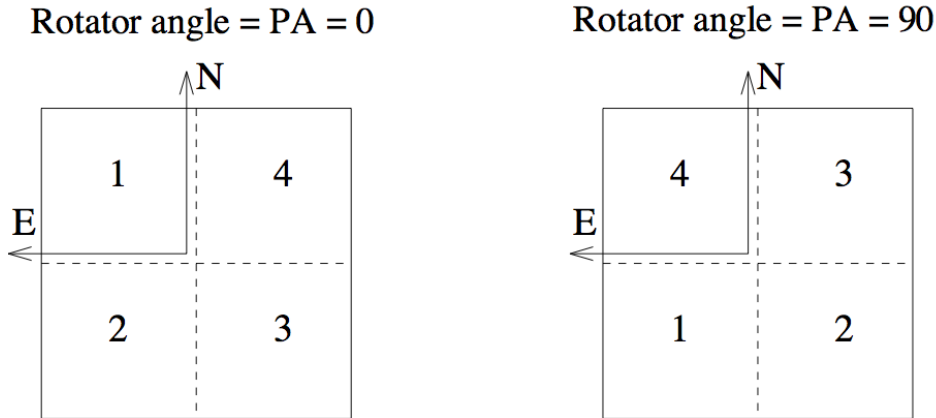 Rotator angle = PA = 0
N
1
4
E
2
3
Rotator angle = PA = 90
N
4
3
E
1
2